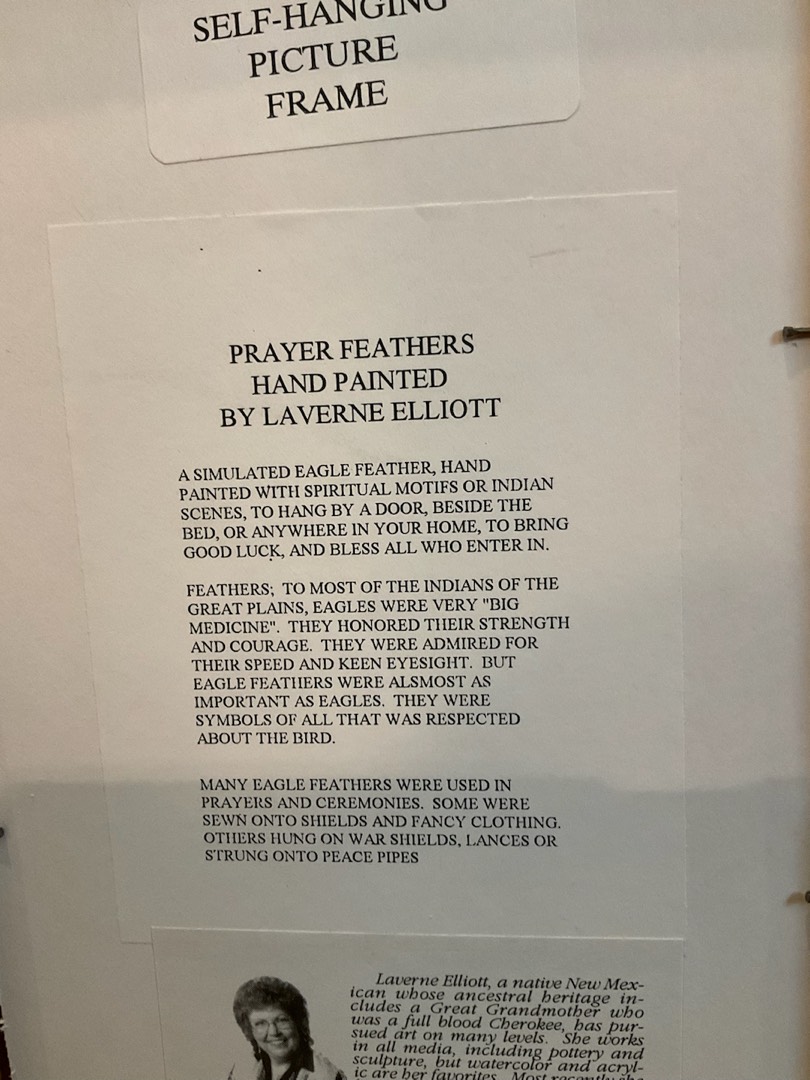 SELF-HANGING
PICTURE
FRAME
PRAYER FEATHERS
HAND PAINTED
BY LAVERNE ELLIOTT
A SIMULATED EAGLE FEATHER, HAND
PAINTED WITH SPIRITUAL MOTIFS OR INDIAN
SCENES, TO HANG BY A DOOR, BESIDE THE
BED, OR ANYWHERE IN YOUR HOME, TO BRING
GOOD LUCK, AND BLESS ALL WHO ENTER IN.
FEATHERS; TO MOST OF THE INDIANS OF THE
GREAT PLAINS, EAGLES WERE VERY "BIG
MEDICINE". THEY HONORED THEIR STRENGTH
AND COURAGE. THEY WERE ADMIRED FOR
THEIR SPEED AND KEEN EYESIGHT. BUT
EAGLE FEATHERS WERE ALSMOST AS
IMPORTANT AS EAGLES. THEY WERE
SYMBOLS OF ALL THAT WAS RESPECTED
ABOUT THE BIRD.
MANY EAGLE FEATHERS WERE USED IN
PRAYERS AND CEREMONIES. SOME WERE
SEWN ONTO SHIELDS AND FANCY CLOTHING.
OTHERS HUNG ON WAR SHIELDS, LANCES OR
STRUNG ONTO PEACE PIPES
Laverne Elliott, a native New Mex-
ican whose ancestral heritage in-
cludes a Great Grandmother who
was a full blood Cherokee, has pur-
sued art on many levels. She works
in all media, including pottery and
sculpture, but watercolor and acryl-
ic are her favorites. Most recently she